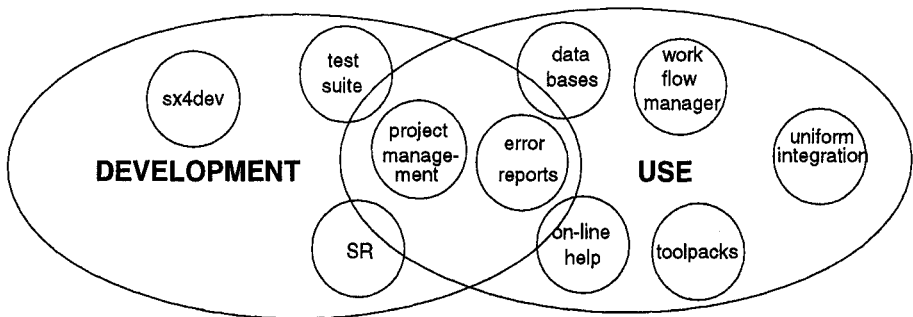 sx4dev
test
suite
data
bases
work
flow
manager
project
manage-
ment
error
reports
uniform
integration
DEVELOPMENT
USE
SR
on-line
help
toolpacks